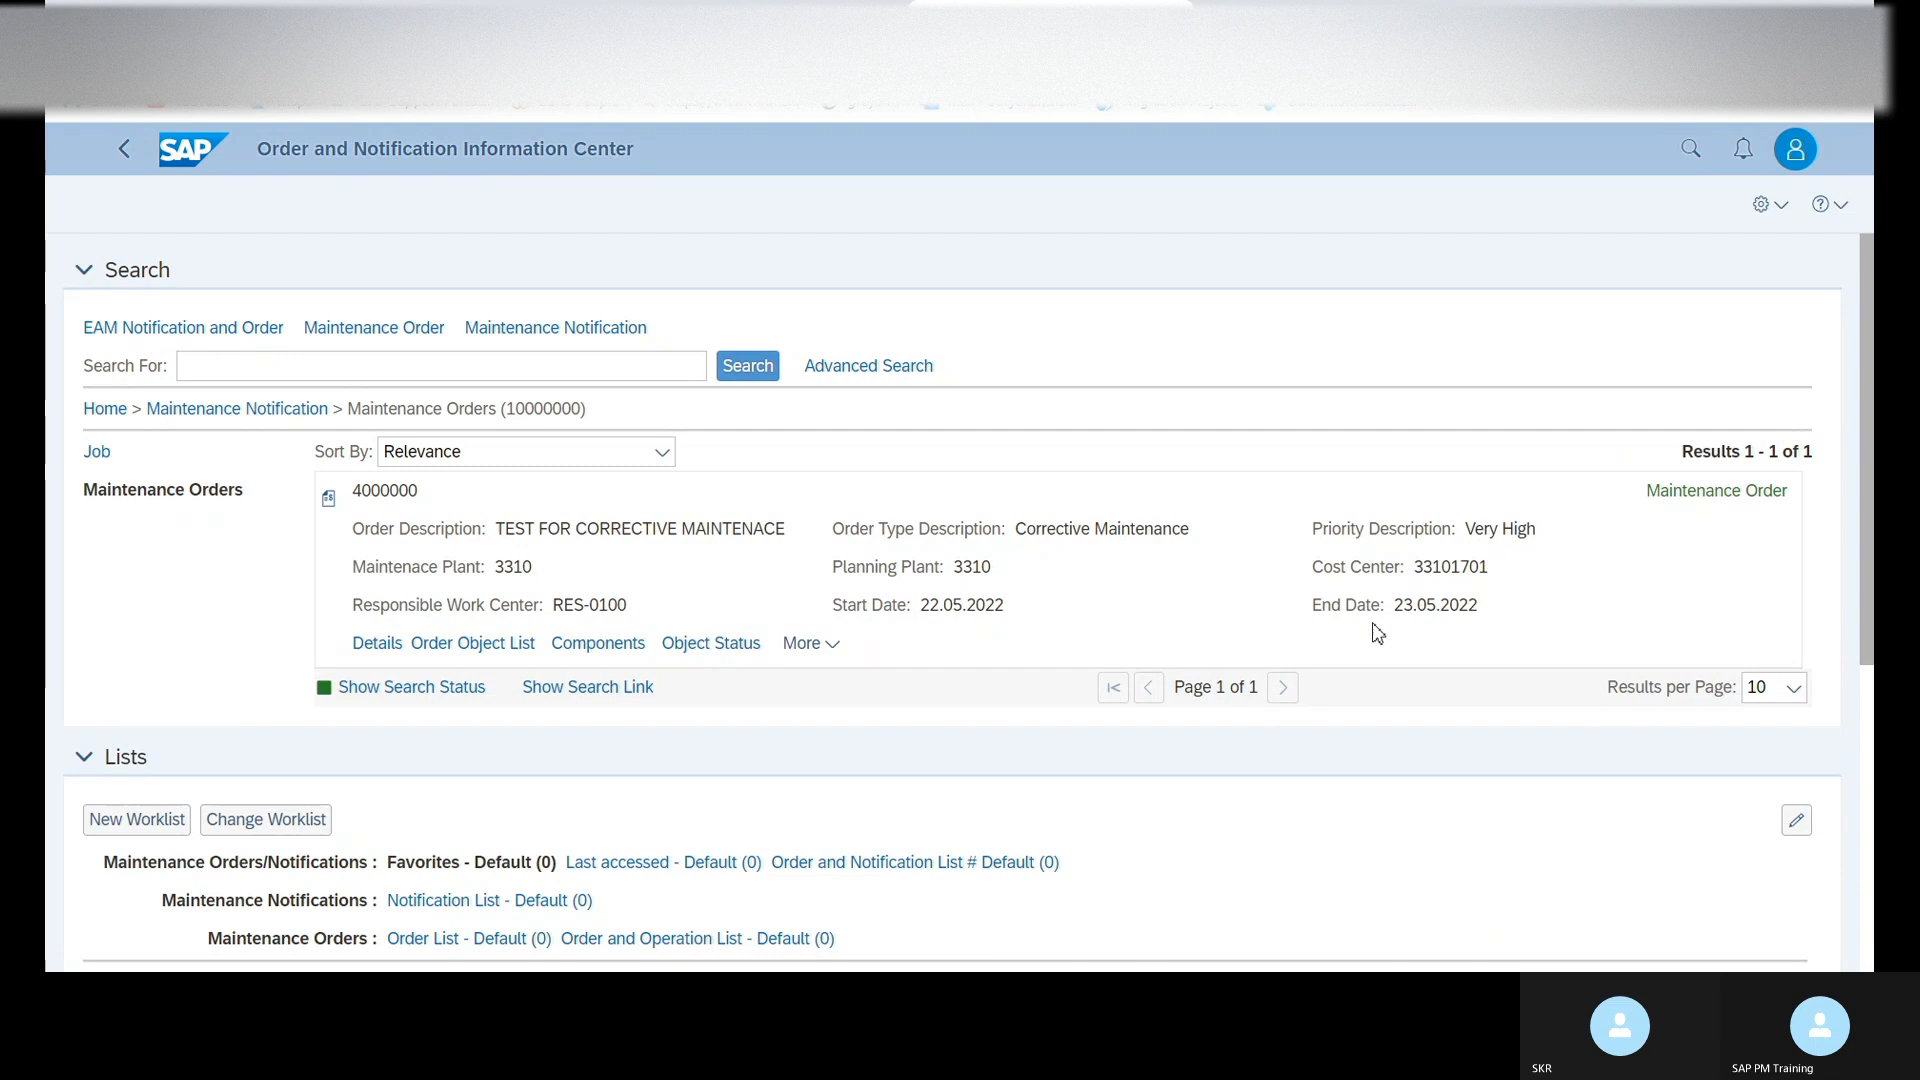 SAP Order and Notification Information Center
Search
EAM Notification and Order Maintenance Order Maintenance Notification
Search For: Search Advanced Search
Home > Maintenance Notification > Maintenance Orders (10000000)
Job Sort By: Relevance Results 1 - 1 of 1
Maintenance Orders 4000000 Maintenance Order
Order Description: TEST FOR CORRECTIVE MAINTENACE Order Type Description: Corrective Maintenance Priority Description: Very High
Maintenace Plant: 3310 Planning Plant: 3310 Cost Center: 33101701
Responsible Work Center: RES-0100 Start Date: 22.05.2022 End Date: 23.05.2022
Details Order Object List Components Object Status More
Show Search Status Show Search Link Page 1 of 1 Results per Page: 10
Lists
New Worklist Change Worklist
Maintenance Orders/Notifications : Favorites - Default (0) Last accessed - Default (0) Order and Notification List # Default (0)
Maintenance Notifications : Notification List - Default (0)
Maintenance Orders : Order List - Default (0) Order and Operation List - Default (0)
SKR SAP PM Training